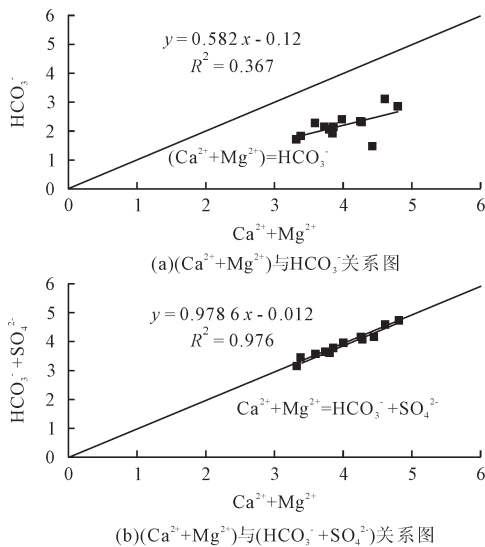 6
5
4
3
2
1
0
HCO₃⁻
y = 0.582 x - 0.12
R² = 0.367
(Ca²⁺+Mg²⁺)=HCO₃⁻
0 1 2 3 4 5 6
Ca²⁺+Mg²⁺
(a)(Ca²⁺+Mg²⁺)与HCO₃⁻关系图
6
5
4
3
2
1
0
HCO₃⁻+SO₄²⁻
y = 0.978 6 x - 0.012
R² = 0.976
Ca²⁺+Mg²⁺=HCO₃⁻+SO₄²⁻
0 1 2 3 4 5 6
Ca²⁺+Mg²⁺
(b)(Ca²⁺+Mg²⁺)与(HCO₃⁻+SO₄²⁻)关系图